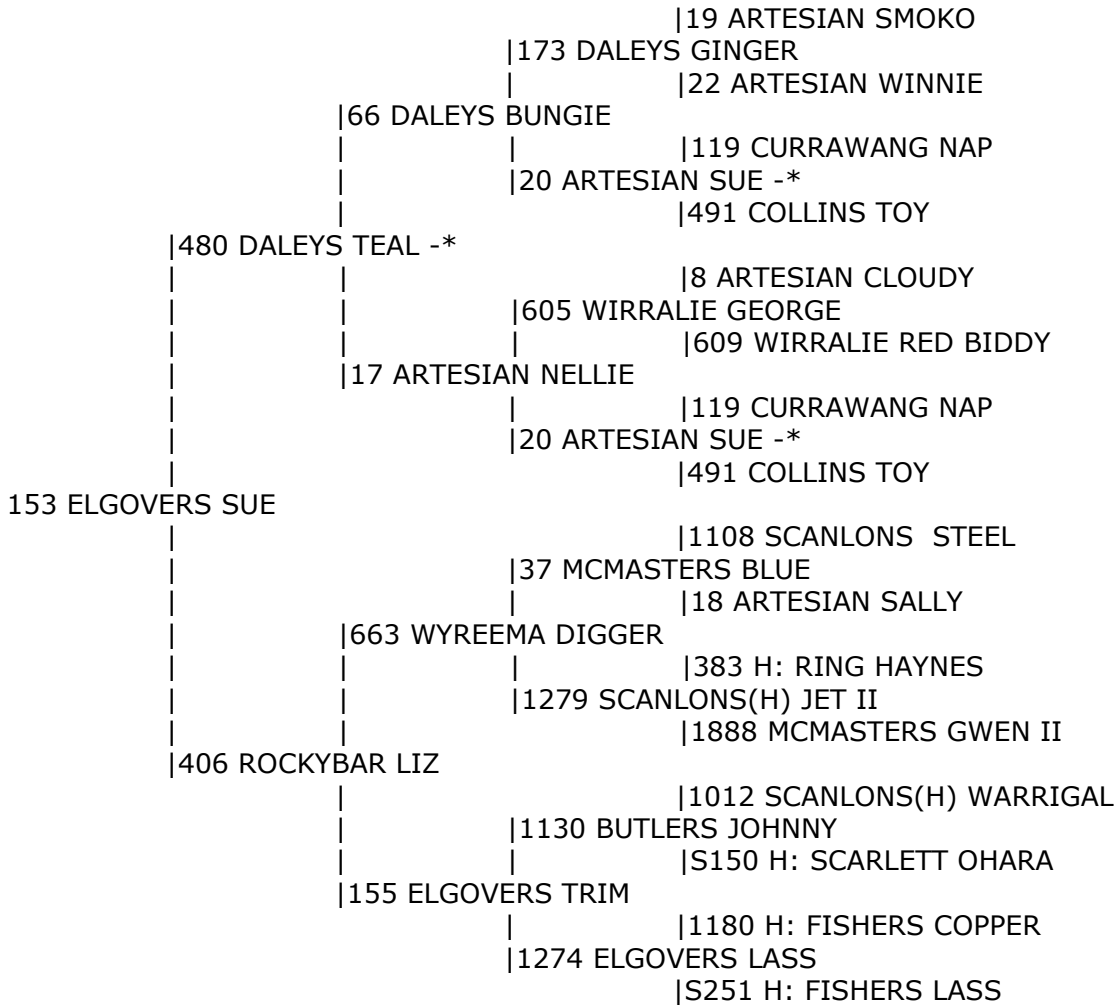 |19 ARTESIAN SMOKO
|173 DALEYS GINGER
| |22 ARTESIAN WINNIE
|66 DALEYS BUNGIE
| | |119 CURRAWANG NAP
| |20 ARTESIAN SUE -*
| |491 COLLINS TOY
|480 DALEYS TEAL -*
| | |8 ARTESIAN CLOUDY
| | |605 WIRRALIE GEORGE
| | | |609 WIRRALIE RED BIDDY
| |17 ARTESIAN NELLIE
| | |119 CURRAWANG NAP
| |20 ARTESIAN SUE -*
| |491 COLLINS TOY
153 ELGOVERS SUE
| |1108 SCANLONS  STEEL
| |37 MCMASTERS BLUE
| | |18 ARTESIAN SALLY
| |663 WYREEMA DIGGER
| | | |383 H: RING HAYNES
| | |1279 SCANLONS(H) JET II
| | |1888 MCMASTERS GWEN II
|406 ROCKYBAR LIZ
| |1012 SCANLONS(H) WARRIGAL
| |1130 BUTLERS JOHNNY
| | |S150 H: SCARLETT OHARA
|155 ELGOVERS TRIM
| |1180 H: FISHERS COPPER
|1274 ELGOVERS LASS
|S251 H: FISHERS LASS